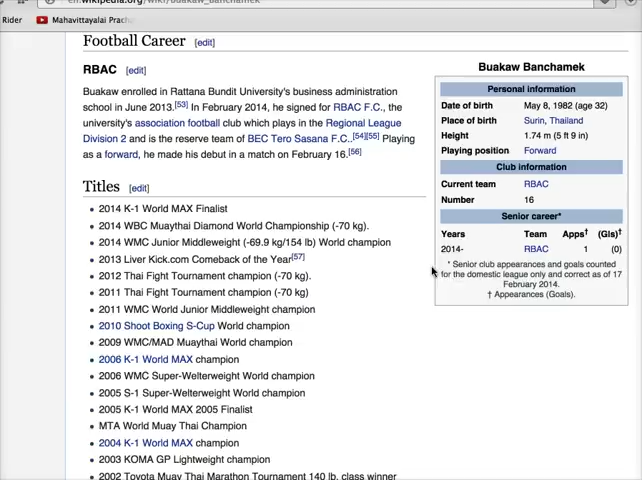 en.wikipedia.org/wiki/Buakaw_Banchamek
Rider
Mahavittayalai Pracha
Football Career [edit]
RBAC [edit]
Buakaw enrolled in Rattana Bundit University's business administration
school in June 2013.[53] In February 2014, he signed for RBAC F.C., the
university's association football club which plays in the Regional League
Division 2 and is the reserve team of BEC Tero Sasana F.C..[54][55] Playing
as a forward, he made his debut in a match on February 16.[56]
Titles [edit]
2014 K-1 World MAX Finalist
2014 WBC Muaythai Diamond World Championship (-70 kg).
2014 WMC Junior Middleweight (-69.9 kg/154 lb) World champion
2013 Liver Kick.com Comeback of the Year[57]
2012 Thai Fight Tournament champion (-70 kg).
2011 Thai Fight Tournament champion (-70 kg)
2011 WMC World Junior Middleweight champion
2010 Shoot Boxing S-Cup World champion
2009 WMC/MAD Muaythai World champion
2006 K-1 World MAX champion
2006 WMC Super-Welterweight World champion
2005 S-1 Super-Welterweight World champion
2005 K-1 World MAX 2005 Finalist
MTA World Muay Thai Champion
2004 K-1 World MAX champion
2003 KOMA GP Lightweight champion
2002 Toyota Muay Thai Marathon Tournament 140 lb. class winner
Buakaw Banchamek
Personal information
Date of birth May 8, 1982 (age 32)
Place of birth Surin, Thailand
Height 1.74 m (5 ft 9 in)
Playing position Forward
Club information
Current team RBAC
Number 16
Senior career*
Years Team Apps† (Gls)†
2014- RBAC 1 (0)
* Senior club appearances and goals counted
for the domestic league only and correct as of 17
February 2014.
† Appearances (Goals).